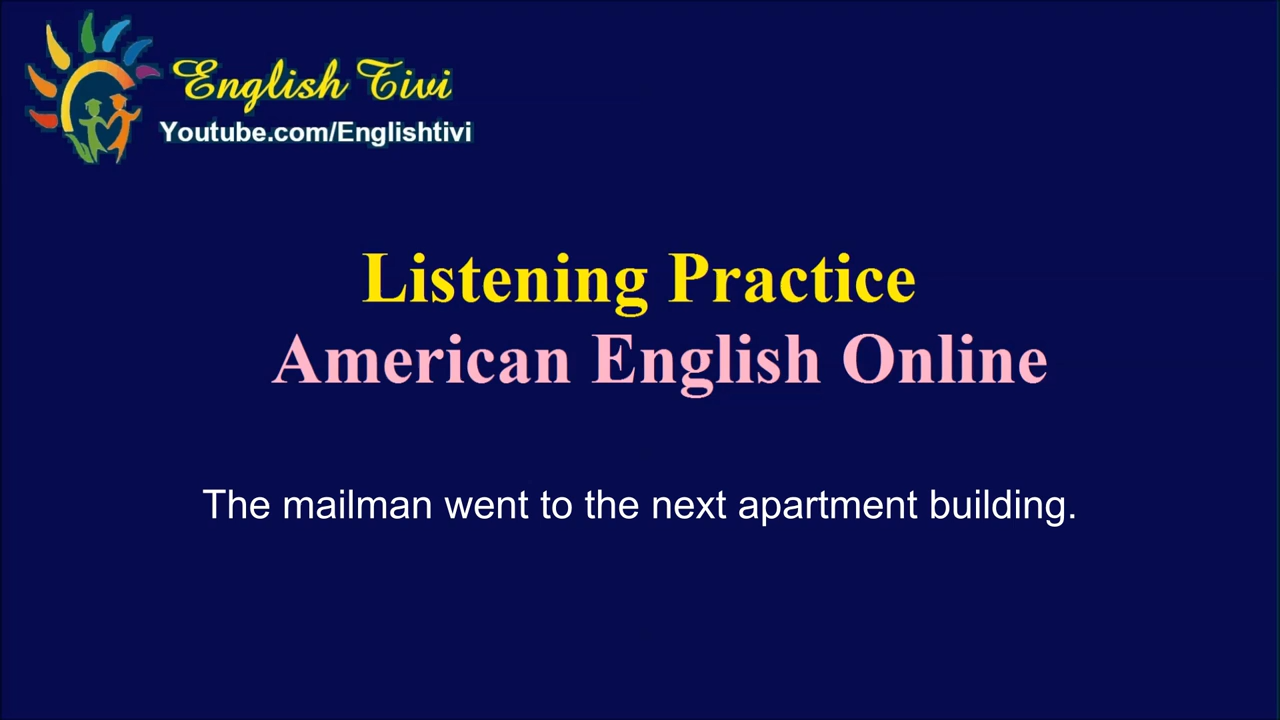 English Tivi
Youtube.com/Englishtivi
Listening Practice
American English Online
The mailman went to the next apartment building.